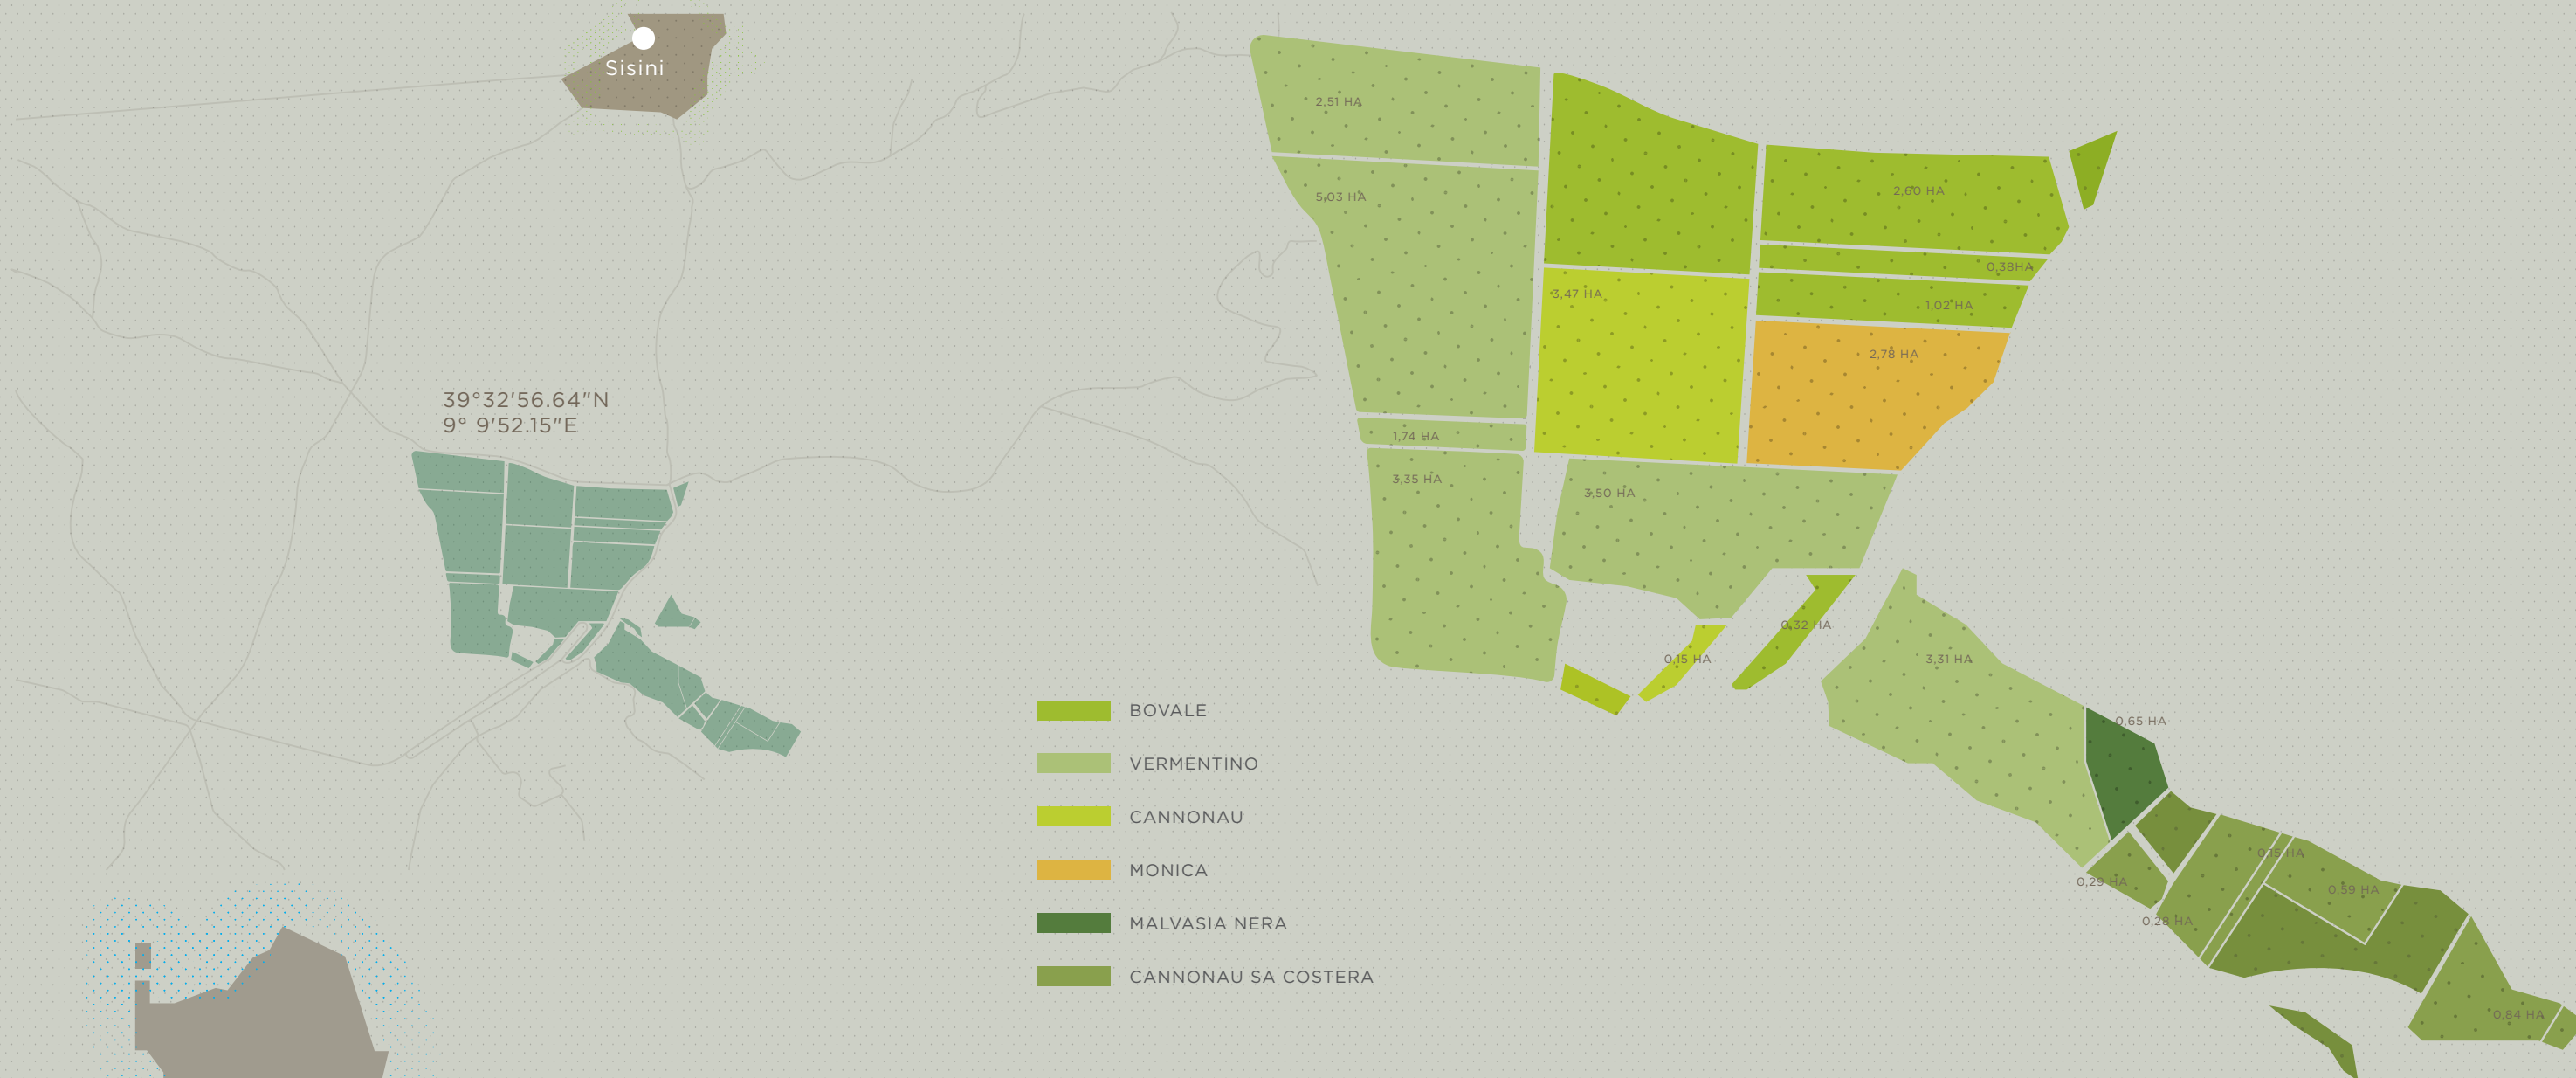 Sisini
39°32'56.64"N
9° 9'52.15"E
2,51 HA
5,03 HA
1,74 HA
3,35 HA
3,47 HA
3,50 HA
2,60 HA
0,38HA
1,02 HA
2,78 HA
0,15 HA
0,32 HA
3,31 HA
0,65 HA
0,29 HA
0,28 HA
0,15 HA
0,59 HA
0,84 HA
BOVALE
VERMENTINO
CANNONAU
MONICA
MALVASIA NERA
CANNONAU SA COSTERA